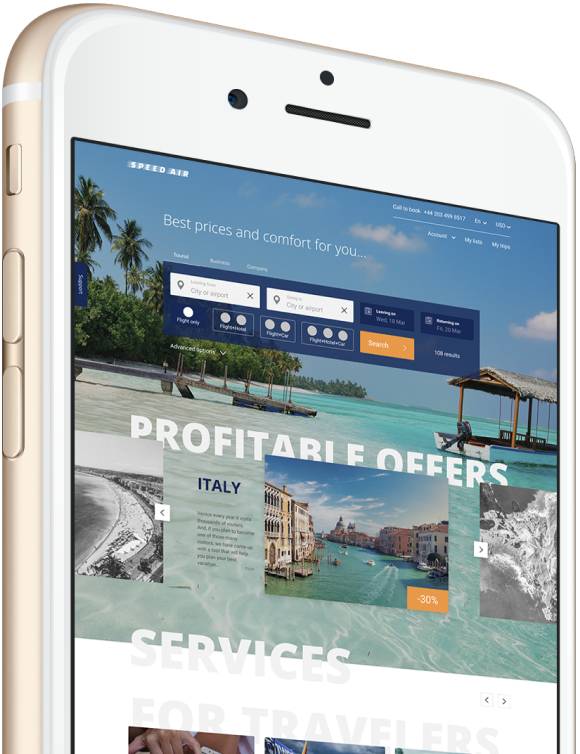 SPEED AIR
Call to book +44 203 499 8517 En USD
Account My lists My trips
Best prices and comfort for you...
Tourist Business Company
Leaving from
City or airport
Going to
City or airport
Leaving on
Wed, 18 Mar
Returning on
Fri, 20 Mar
Flight only
Flight+Hotel
Flight+Car
Flight+Hotel+Car
Search
108 results
Advanced options
Support
PROFITABLE OFFERS
ITALY
Venice every year is visits
thousands of visitors.
And, if you plan to become
one of those many
visitors, we have come up
with a tool that will help
you plan your best
vacation...
-30%
SERVICES
FOR TRAVELERS